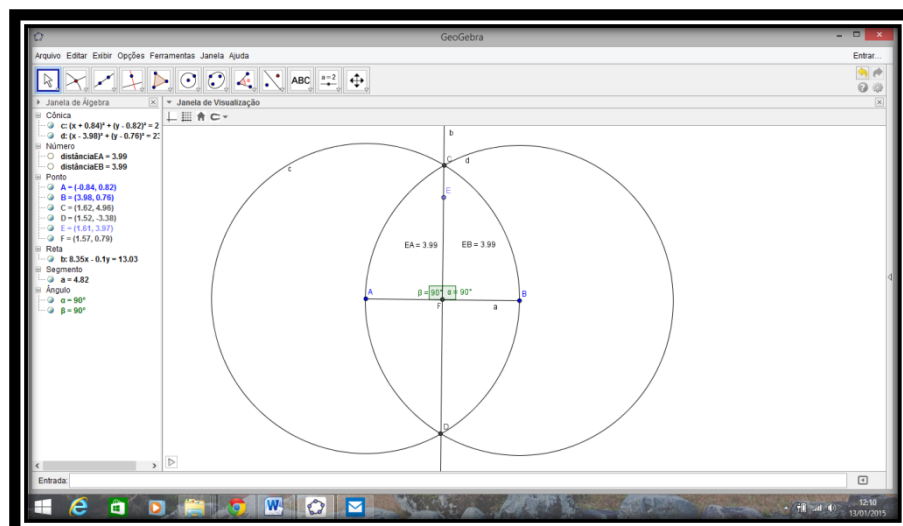 GeoGebra
Arquivo Editar Exibir Opções Ferramentas Janela Ajuda
Entrar...
ABC
a=2
Janela de Álgebra
Cônica
c: (x + 0.84)² + (y - 0.82)² = 2
d: (x - 3.98)² + (y - 0.76)² = 23
Número
distânciaEA = 3.99
distânciaEB = 3.99
Ponto
A = (-0.84, 0.82)
B = (3.98, 0.76)
C = (1.62, 4.96)
D = (1.52, -3.38)
E = (1.61, 3.97)
F = (1.57, 0.79)
Reta
b: 8.35x - 0.1y = 13.03
Segmento
a = 4.82
Ângulo
α = 90°
β = 90°
Janela de Visualização
b
C
d
c
E
EA = 3.99
EB = 3.99
A
β = 90°
α = 90°
B
F
a
D
Entrada:
W
12:10
13/01/2015